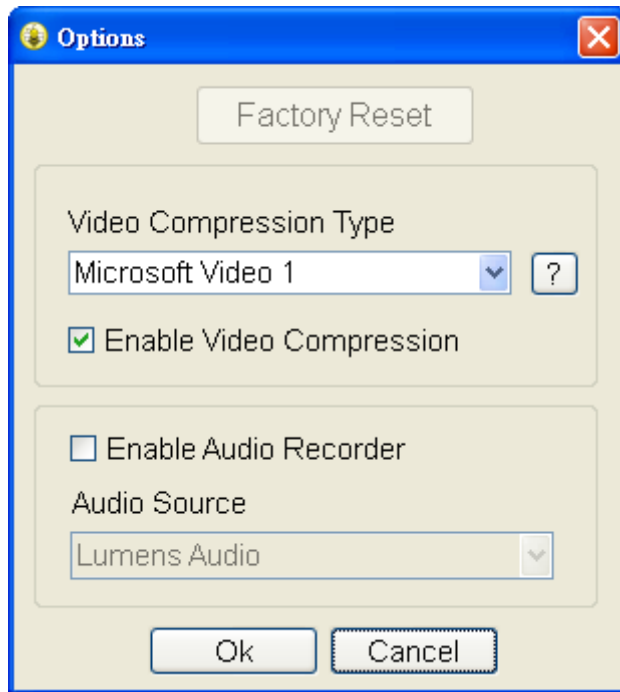 Options
Factory Reset
Video Compression Type
Microsoft Video 1
?
Enable Video Compression
Enable Audio Recorder
Audio Source
Lumens Audio
Ok
Cancel